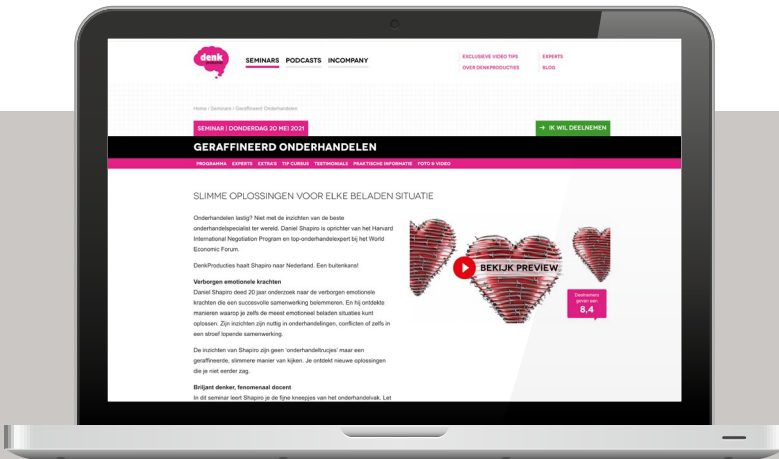 denk
PRODUCTIES
SEMINARS PODCASTS INCOMPANY
EXCLUSIEVE VIDEO TIPS EXPERTS
OVER DENKPRODUCTIES BLOG
Home / Seminars / Geraffineerd Onderhandelen
SEMINAR | DONDERDAG 20 MEI 2021
→ IK WIL DEELNEMEN
GERAFFINEERD ONDERHANDELEN
PROGRAMMA EXPERTS EXTRA'S TIP CURSUS TESTIMONIALS PRAKTISCHE INFORMATIE FOTO & VIDEO
SLIMME OPLOSSINGEN VOOR ELKE BELADEN SITUATIE
Onderhandelen lastig? Niet met de inzichten van de beste
onderhandelspecialist ter wereld. Daniel Shapiro is oprichter van het Harvard
International Negotiation Program en top-onderhandelexpert bij het World
Economic Forum.
DenkProducties haalt Shapiro naar Nederland. Een buitenkans!
Verborgen emotionele krachten
Daniel Shapiro deed 20 jaar onderzoek naar de verborgen emotionele
krachten die een succesvolle samenwerking belemmeren. En hij ontdekte
manieren waarop je zelfs de meest emotioneel beladen situaties kunt
oplossen. Zijn inzichten zijn nuttig in onderhandelingen, conflicten of zelfs in
een stroef lopende samenwerking.
De inzichten van Shapiro zijn geen 'onderhandeltrucjes' maar een
geraffineerde, slimmere manier van kijken. Je ontdekt nieuwe oplossingen
die je niet eerder zag.
Briljant denker, fenomenaal docent
In dit seminar leert Shapiro je de fijne kneepjes van het onderhandelvak. Let
BEKIJK PREVIEW
Deelnemers
geven een
8,4